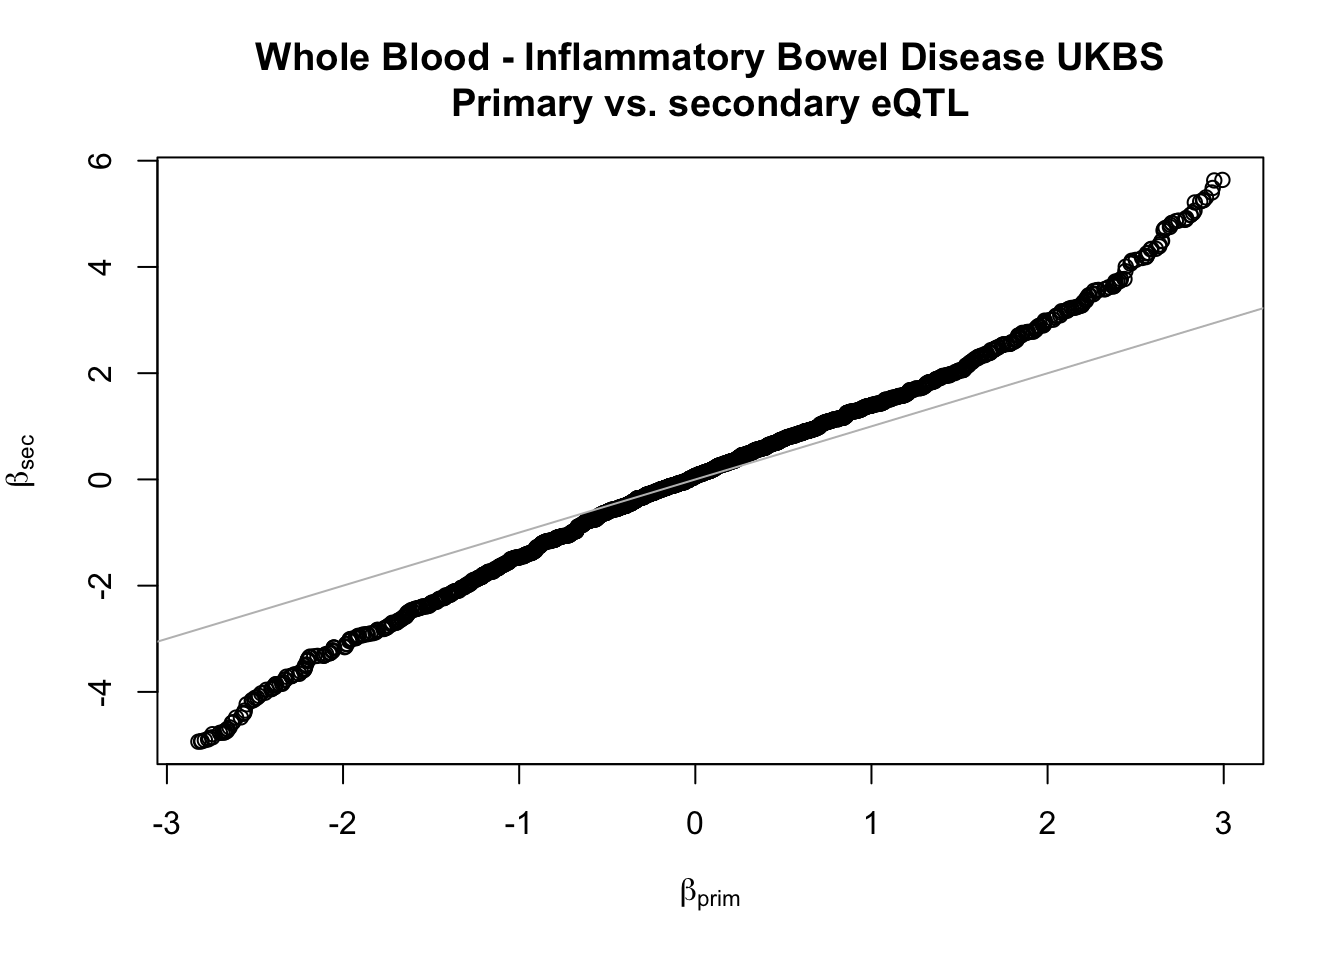 Whole Blood - Inflammatory Bowel Disease UKBS
Primary vs. secondary eQTL
6
4
2
0
-2
-4
βsec
-3 -2 -1 0 1 2 3
βprim